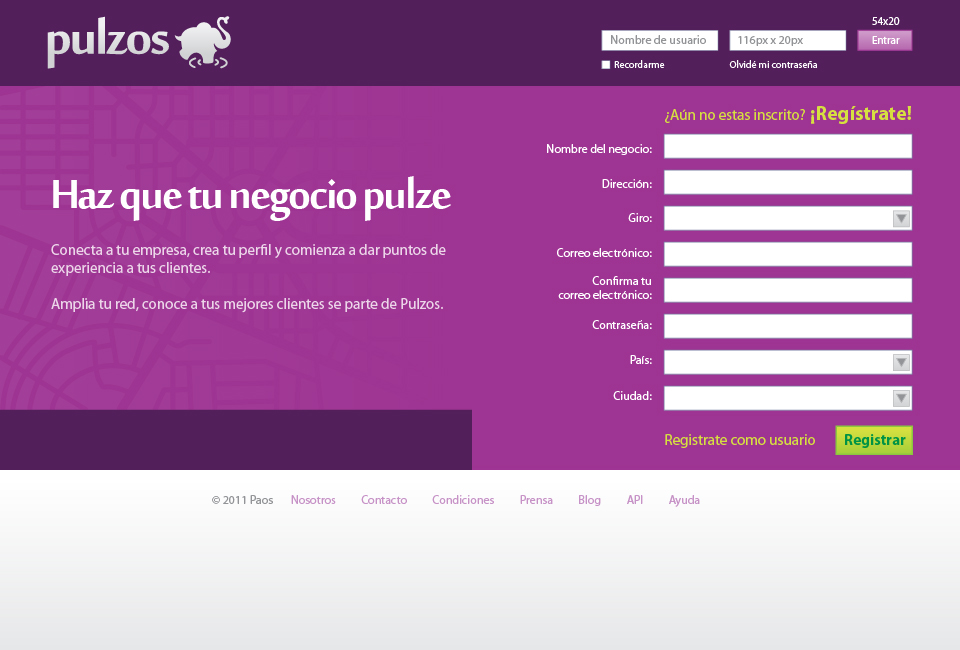 pulzos
54x20
Nombre de usuario
116px x 20px
Entrar
Recordarme
Olvidé mi contraseña
¿Aún no estas inscrito? ¡Regístrate!
Haz que tu negocio pulze
Conecta a tu empresa, crea tu perfil y comienza a dar puntos de
experiencia a tus clientes.
Amplia tu red, conoce a tus mejores clientes se parte de Pulzos.
Nombre del negocio:
Dirección:
Giro:
Correo electrónico:
Confirma tu
correo electrónico:
Contraseña:
País:
Ciudad:
Registrate como usuario
Registrar
© 2011 Paos
Nosotros
Contacto
Condiciones
Prensa
Blog
API
Ayuda